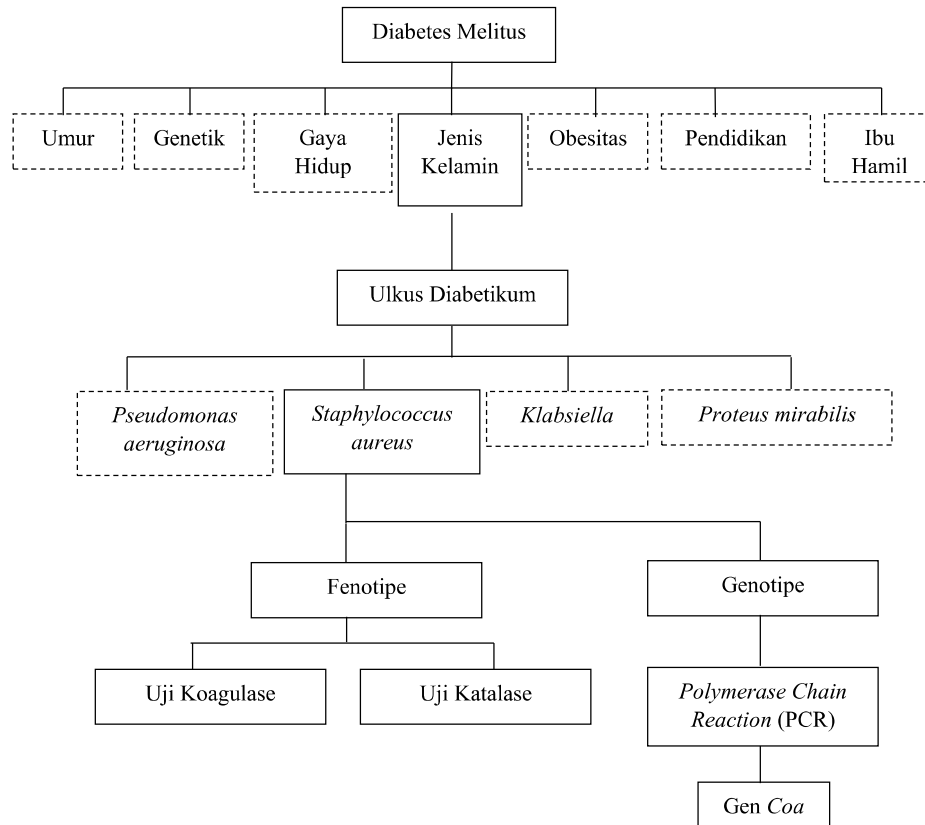 Diabetes Melitus
Umur
Genetik
Gaya
Hidup
Jenis
Kelamin
Obesitas
Pendidikan
Ibu
Hamil
Ulkus Diabetikum
Pseudomonas
aeruginosa
Staphylococcus
aureus
Klabsiella
Proteus mirabilis
Fenotipe
Genotipe
Uji Koagulase
Uji Katalase
Polymerase Chain
Reaction (PCR)
Gen Coa